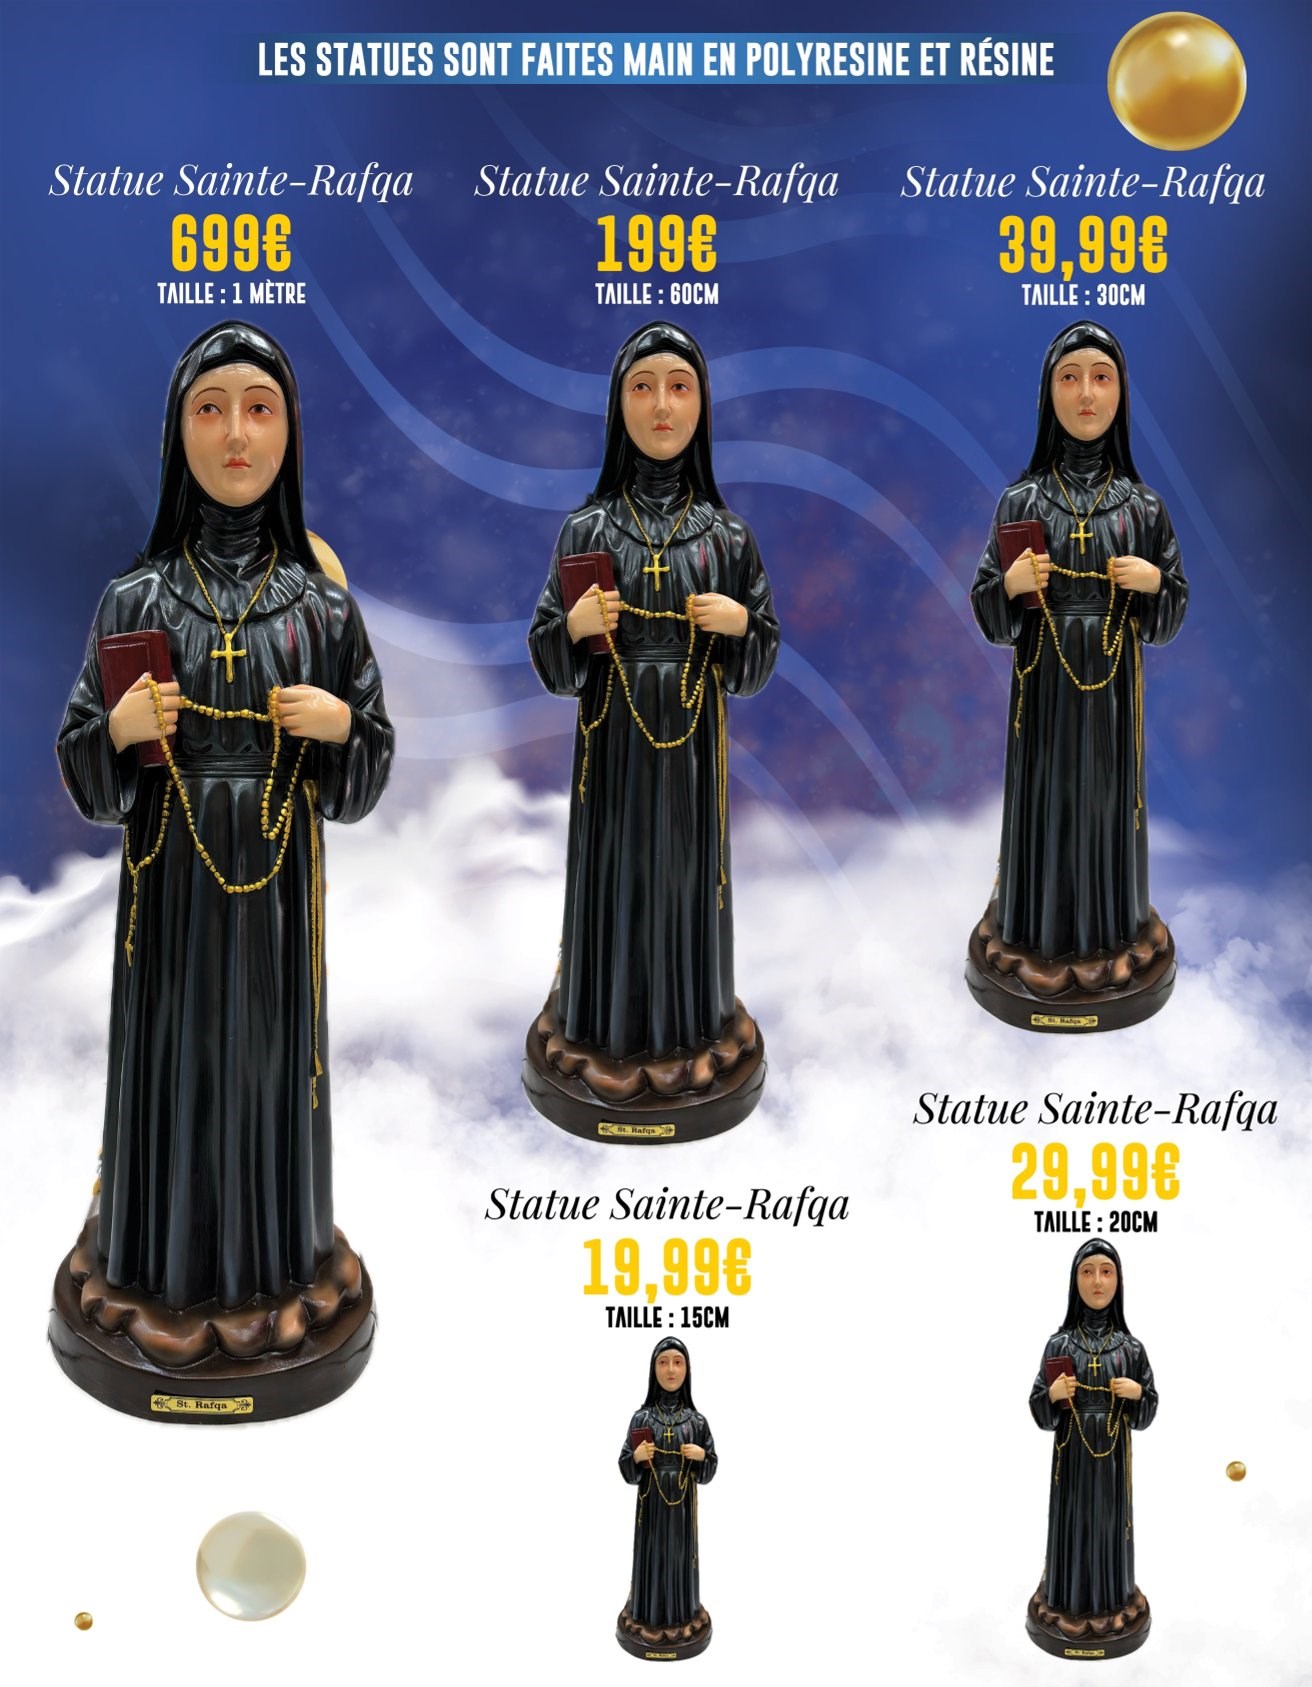 LES STATUES SONT FAITES MAIN EN POLYRESINE ET RÉSINE
Statue Sainte-Rafqa
699€
TAILLE : 1 MÈTRE
Statue Sainte-Rafqa
199€
TAILLE : 60CM
Statue Sainte-Rafqa
39,99€
TAILLE : 30CM
St. Rafqa
St. Rafqa
St. Rafqa
Statue Sainte-Rafqa
19,99€
TAILLE : 15CM
Statue Sainte-Rafqa
29,99€
TAILLE : 20CM